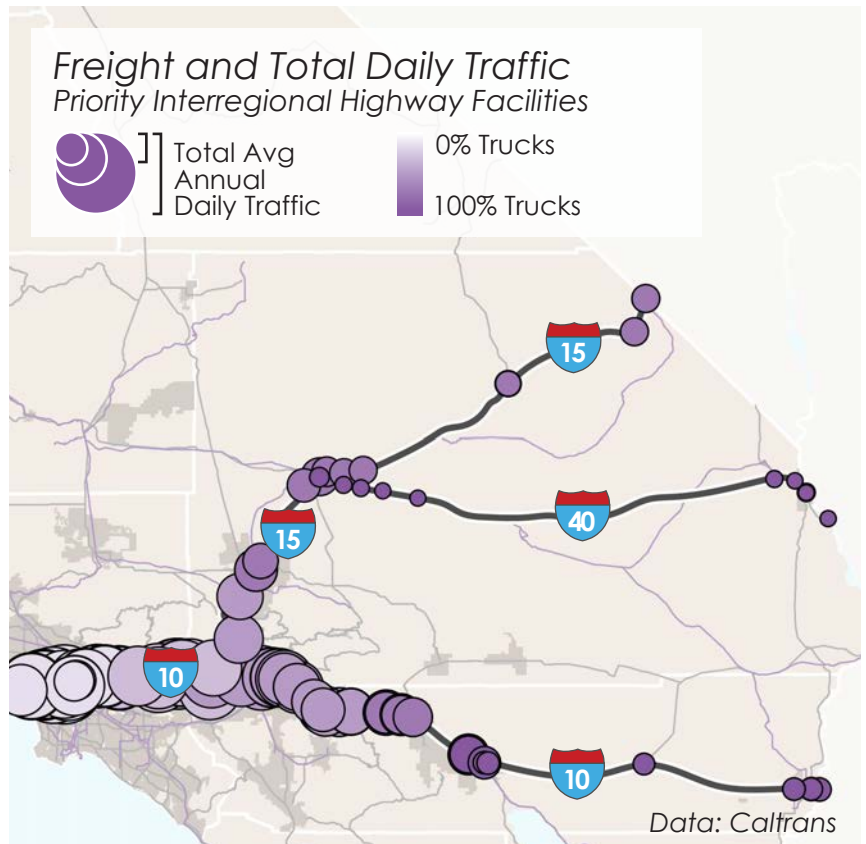 Freight and Total Daily Traffic
Priority Interregional Highway Facilities
Total Avg
Annual
Daily Traffic
0% Trucks
100% Trucks
15
15
40
10
10
Data: Caltrans